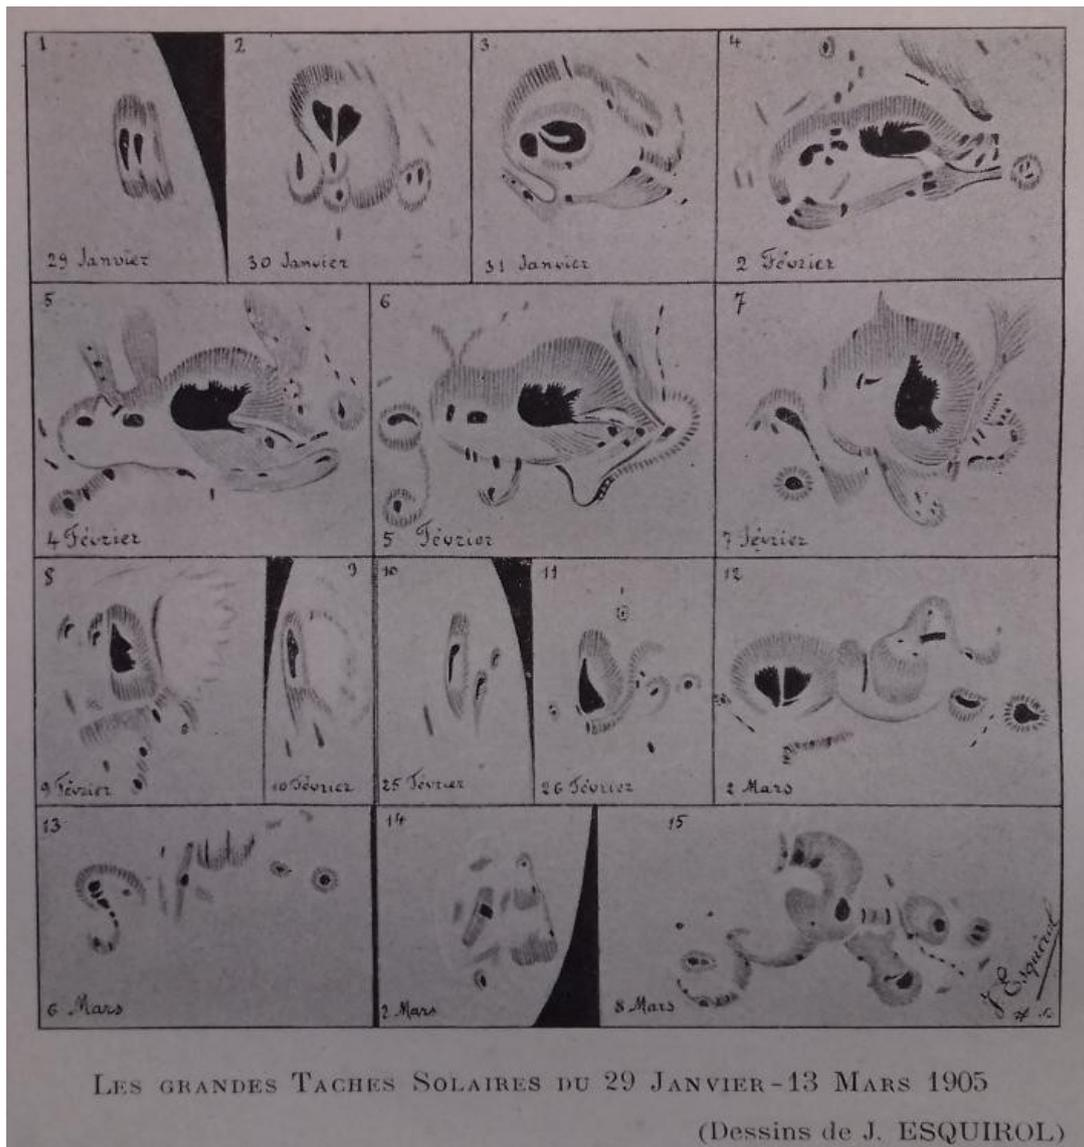 1
29 Janvier
2
30 Janvier
3
31 Janvier
4
2 Février
5
4 Février
6
5 Février
7
7 Février
8
9 Février
9
10 Février
10
25 Février
11
26 Février
12
2 Mars
13
6 Mars
14
2 Mars
15
8 Mars
J. Esquirol
LES GRANDES TACHES SOLAIRES DU 29 JANVIER-13 MARS 1905
(Dessins de J. ESQUIROL)